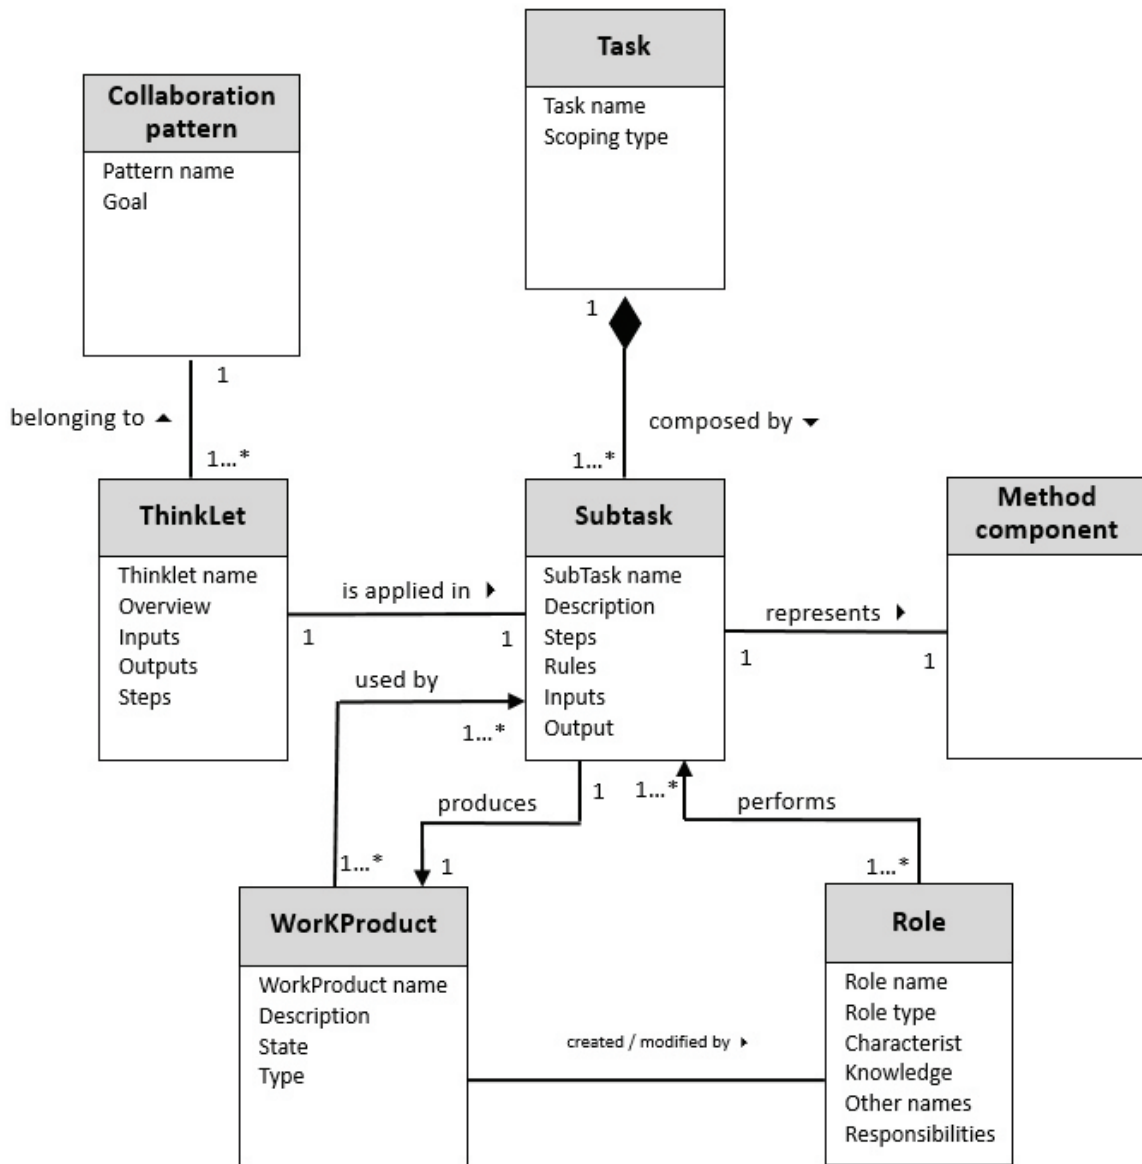 Task
Task name
Scoping type
Collaboration
pattern
Pattern name
Goal
1
1
belonging to
composed by
1...*
1...*
ThinkLet
Thinklet name
Overview
Inputs
Outputs
Steps
is applied in
1
1
Subtask
SubTask name
Description
Steps
Rules
Inputs
Output
represents
1
1
Method
component
used by
1...*
1...*
produces
1
1
performs
1...*
1...*
WorKProduct
WorkProduct name
Description
State
Type
created / modified by
Role
Role name
Role type
Characterist
Knowledge
Other names
Responsibilities